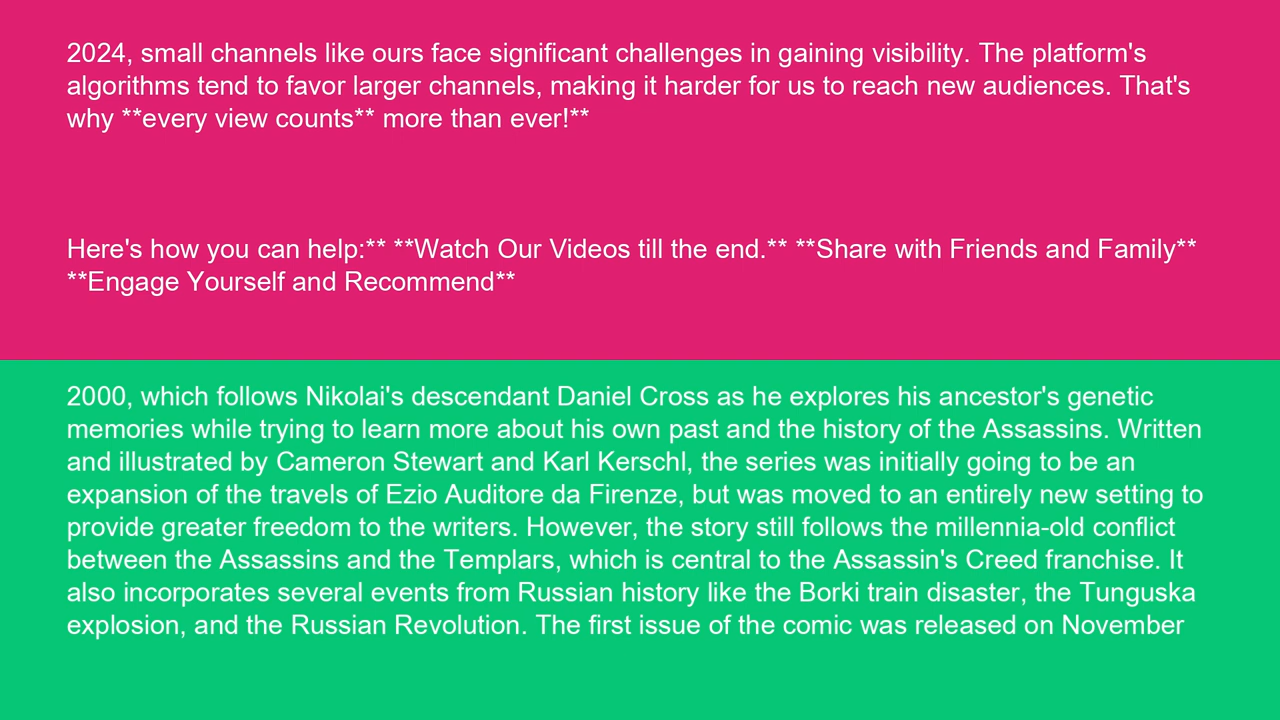 2024, small channels like ours face significant challenges in gaining visibility. The platform's
algorithms tend to favor larger channels, making it harder for us to reach new audiences. That's
why **every view counts** more than ever!**
Here's how you can help:** **Watch Our Videos till the end.** **Share with Friends and Family**
**Engage Yourself and Recommend**
2000, which follows Nikolai's descendant Daniel Cross as he explores his ancestor's genetic
memories while trying to learn more about his own past and the history of the Assassins. Written
and illustrated by Cameron Stewart and Karl Kerschl, the series was initially going to be an
expansion of the travels of Ezio Auditore da Firenze, but was moved to an entirely new setting to
provide greater freedom to the writers. However, the story still follows the millennia-old conflict
between the Assassins and the Templars, which is central to the Assassin's Creed franchise. It
also incorporates several events from Russian history like the Borki train disaster, the Tunguska
explosion, and the Russian Revolution. The first issue of the comic was released on November